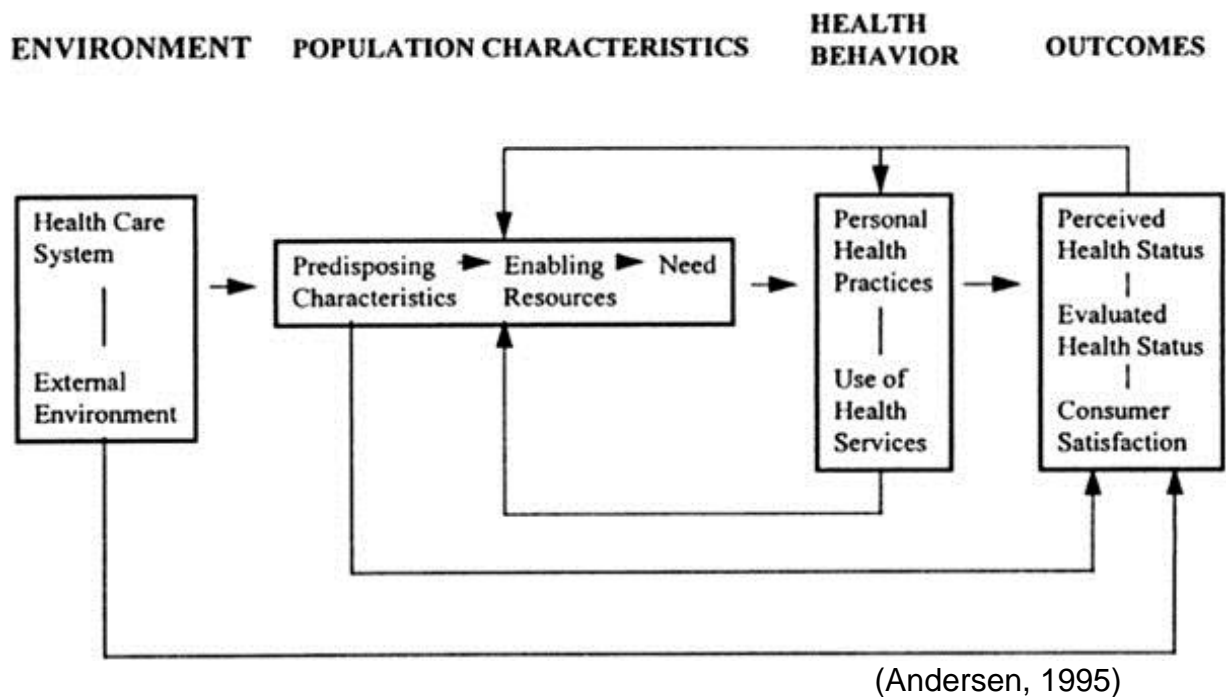 ENVIRONMENT
POPULATION CHARACTERISTICS
HEALTH
BEHAVIOR
OUTCOMES
Health Care
System
External
Environment
Predisposing
Characteristics
Enabling
Resources
Need
Personal
Health
Practices
Use of
Health
Services
Perceived
Health Status
Evaluated
Health Status
Consumer
Satisfaction
(Andersen, 1995)